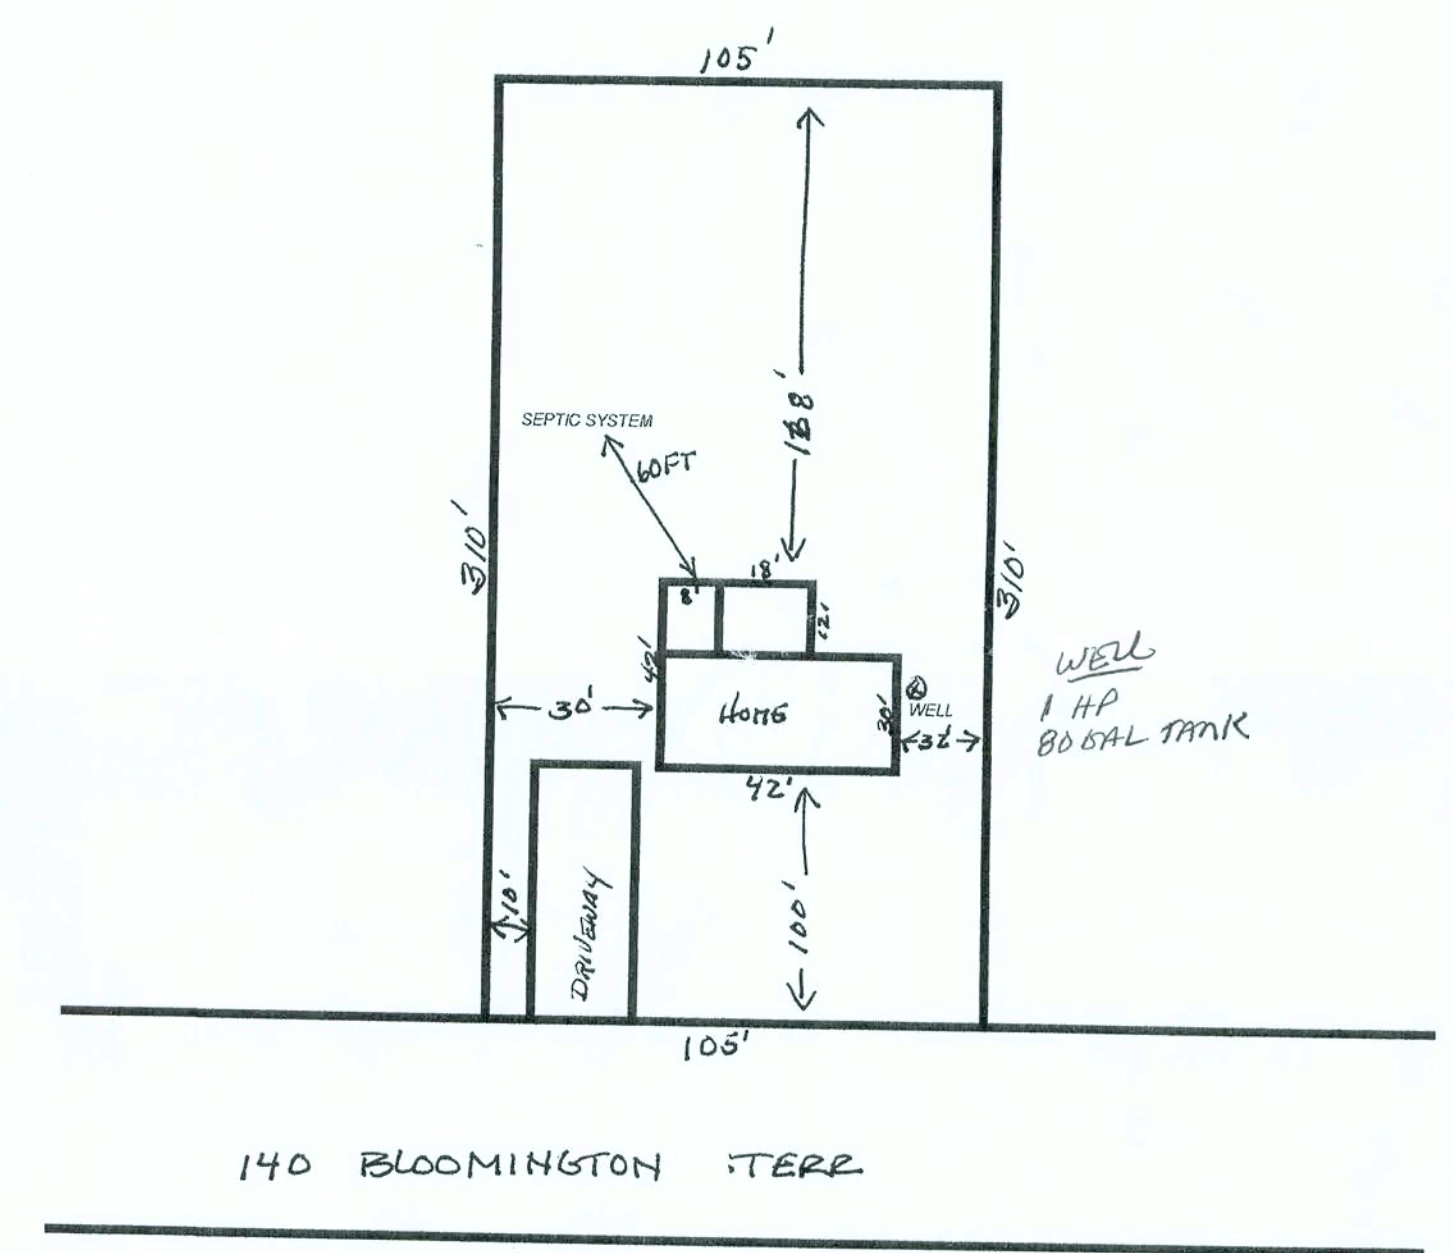 105'
SEPTIC SYSTEM
60FT
310'
310'
18'
8'
12'
42'
WELL
1 HP
80 GAL TANK
30'
HOME
30'
WELL
42'
10'
DRIVEWAY
100'
105'
140 BLOOMINGTON TERR